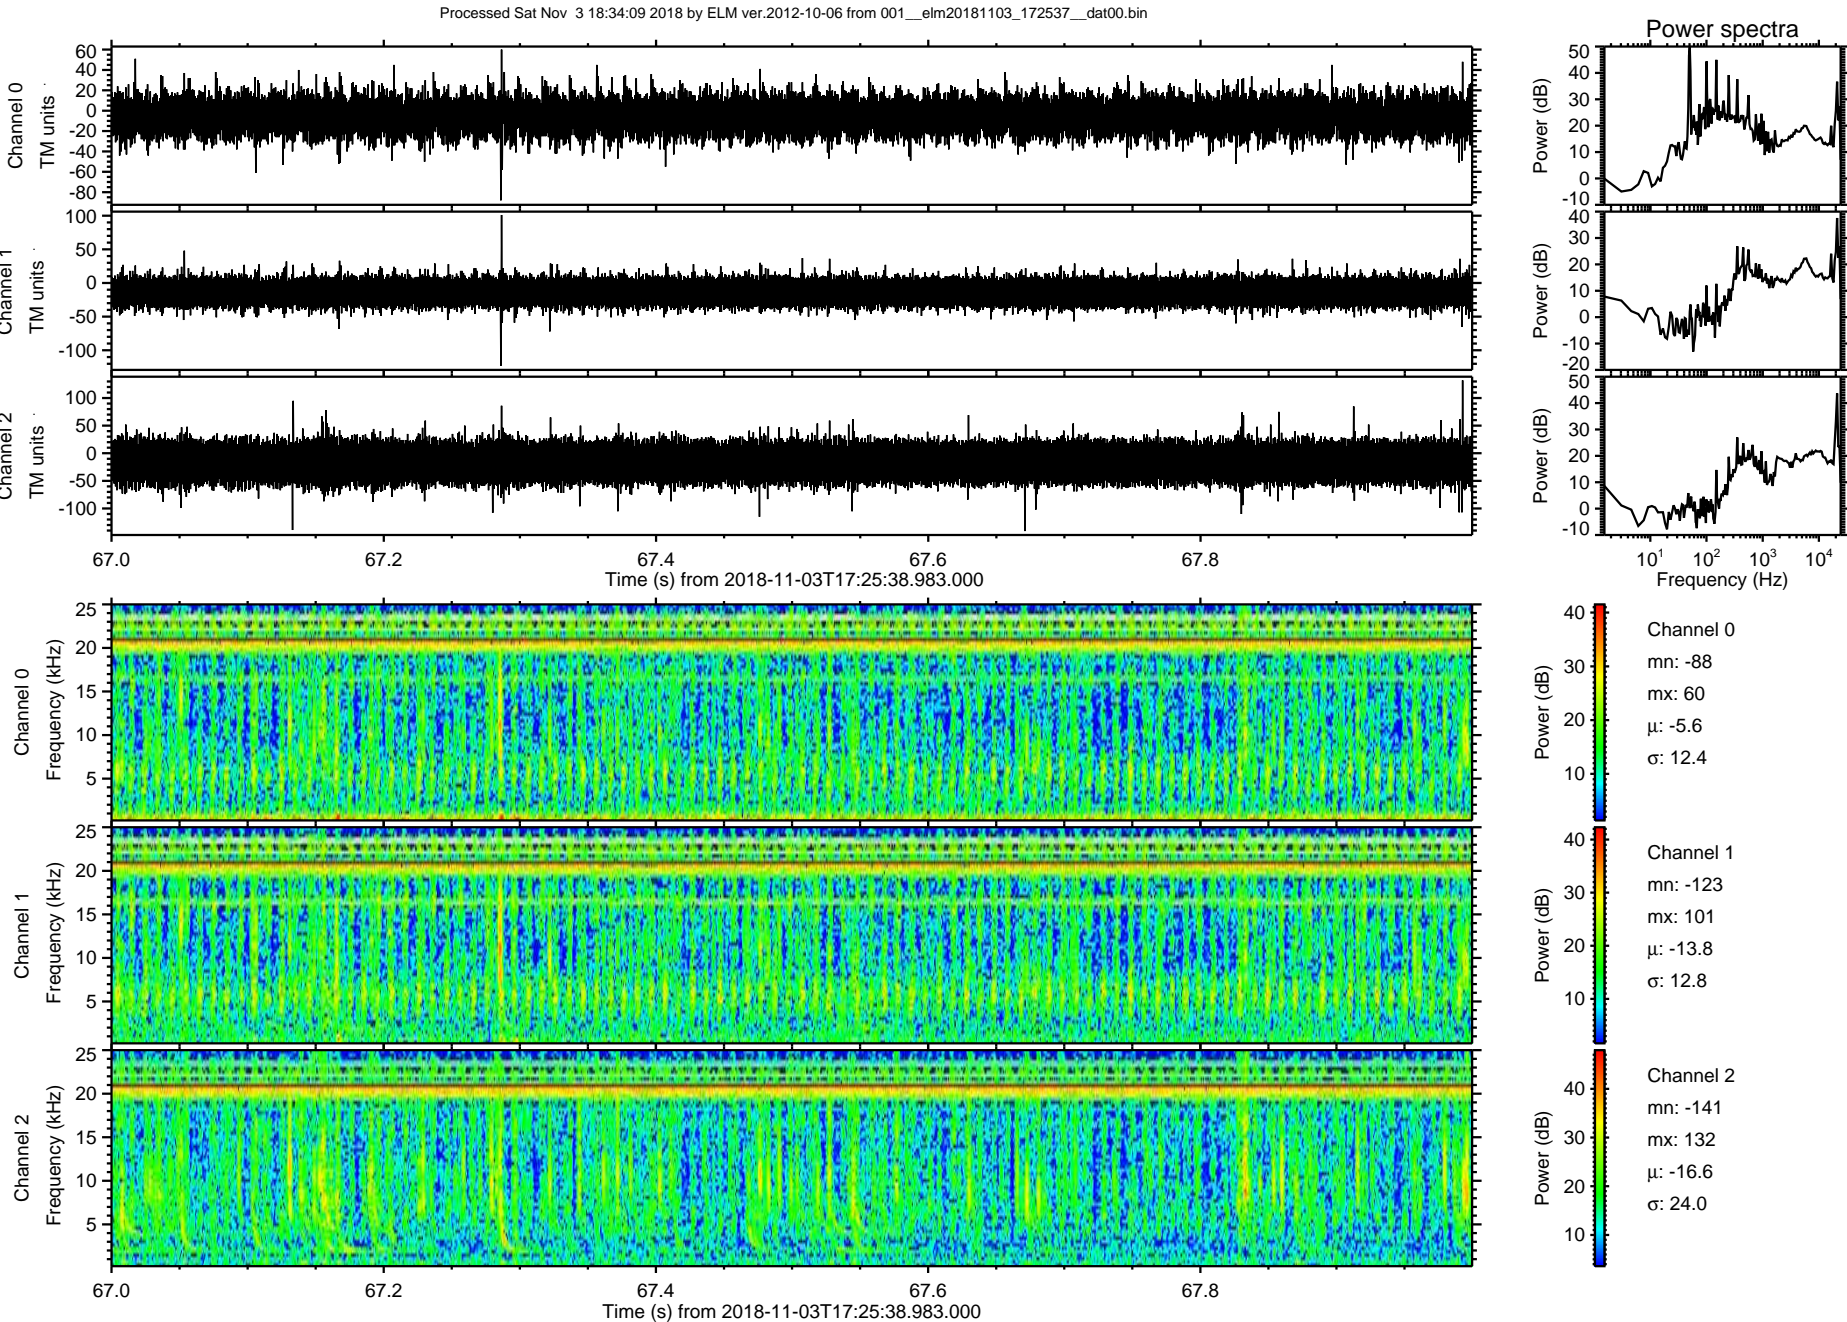 Processed Sat Nov  3 18:34:09 2018 by ELM ver.2012-10-06 from 001__elm20181103_172537__dat00.bin
Power spectra
Channel 0
TM units
60
40
20
0
-20
-40
-60
-80
Power (dB)
50
40
30
20
10
0
-10
Channel 1
TM units
100
50
0
-50
-100
Power (dB)
40
30
20
10
0
-10
-20
Channel 2
TM units
100
50
0
-50
-100
Power (dB)
50
40
30
20
10
0
-10
67.0 67.2 67.4 67.6 67.8
Time (s) from 2018-11-03T17:25:38.983.000
10¹ 10² 10³ 10⁴
Frequency (Hz)
Channel 0
Frequency (kHz)
25
20
15
10
5
Power (dB)
40
30
20
10
Channel 0
mn: -88
mx: 60
μ: -5.6
σ: 12.4
Channel 1
Frequency (kHz)
25
20
15
10
5
Power (dB)
40
30
20
10
Channel 1
mn: -123
mx: 101
μ: -13.8
σ: 12.8
Channel 2
Frequency (kHz)
25
20
15
10
5
Power (dB)
40
30
20
10
Channel 2
mn: -141
mx: 132
μ: -16.6
σ: 24.0
67.0 67.2 67.4 67.6 67.8
Time (s) from 2018-11-03T17:25:38.983.000